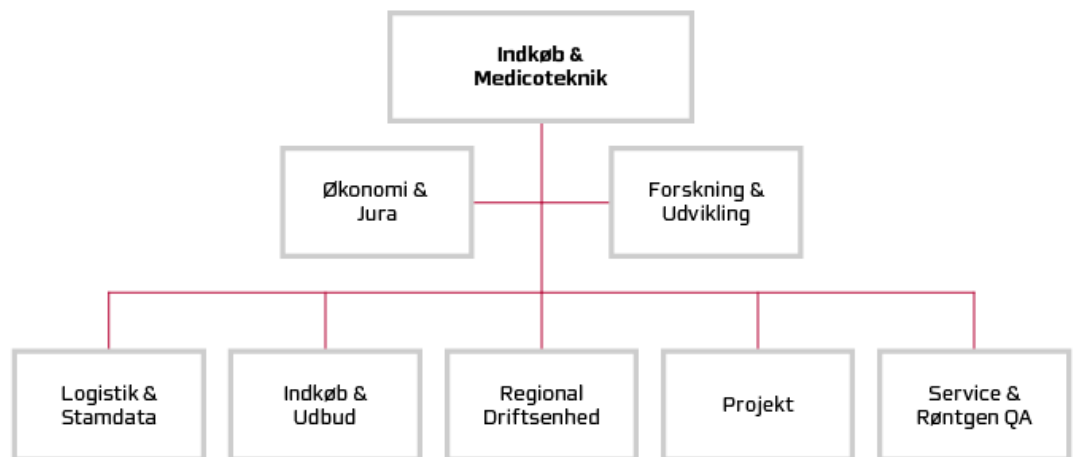 Indkøb &
Medicoteknik
Økonomi &
Jura
Forskning &
Udvikling
Logistik &
Stamdata
Indkøb &
Udbud
Regional
Driftsenhed
Projekt
Service &
Røntgen QA